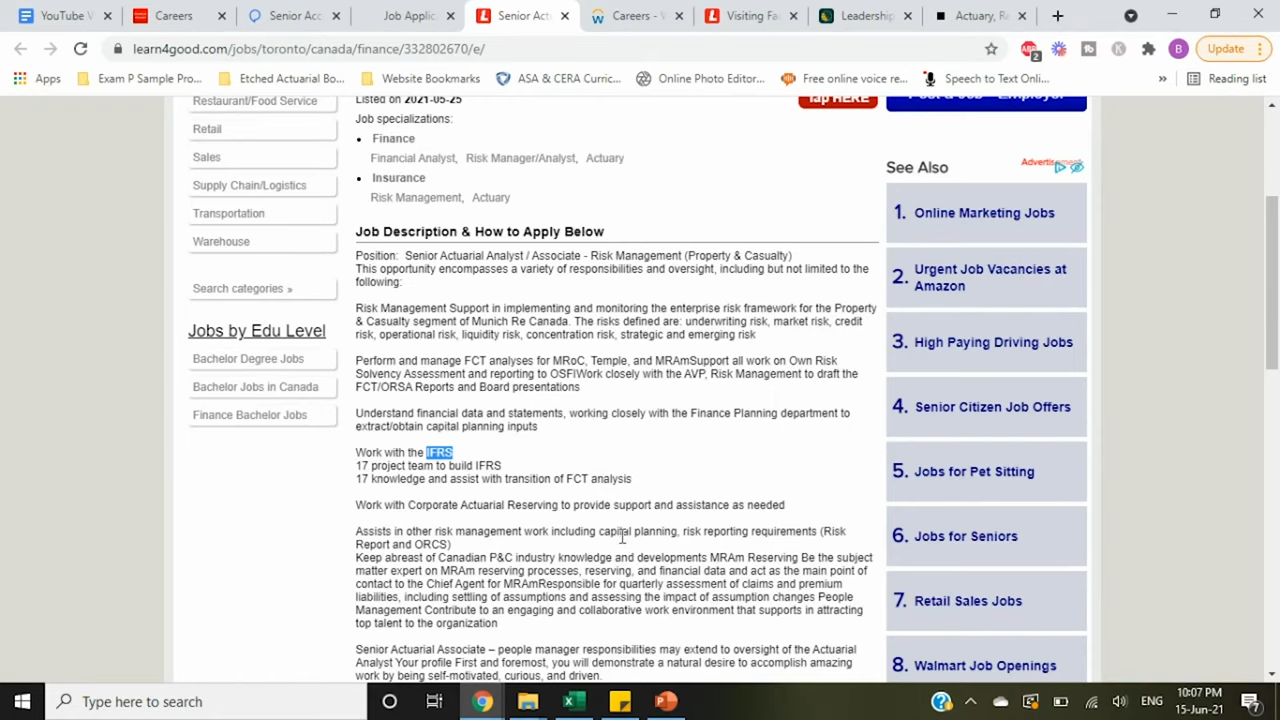 YouTube V
Careers
Senior Acc
Job Applic
Senior Actu
Careers - W
Visiting Fac
Leadership
Actuary, Re
learn4good.com/jobs/toronto/canada/finance/332802670/e/
2
B
Update
Apps
Exam P Sample Pro...
Etched Actuarial Bo...
Website Bookmarks
ASA & CERA Curric...
Online Photo Editor...
Free online voice re...
Speech to Text Onli...
»
Reading list
Restaurant/Food Service
Retail
Sales
Supply Chain/Logistics
Transportation
Warehouse
Search categories »
Jobs by Edu Level
Bachelor Degree Jobs
Bachelor Jobs in Canada
Finance Bachelor Jobs
Listed on 2021-05-25
Tap HERE
Post a Job - Employer
Job specializations:
• Finance
Financial Analyst, Risk Manager/Analyst, Actuary
• Insurance
Risk Management, Actuary
Job Description & How to Apply Below
Position: Senior Actuarial Analyst / Associate - Risk Management (Property & Casualty)
This opportunity encompasses a variety of responsibilities and oversight, including but not limited to the
following:
Risk Management Support in implementing and monitoring the enterprise risk framework for the Property
& Casualty segment of Munich Re Canada. The risks defined are: underwriting risk, market risk, credit
risk, operational risk, liquidity risk, concentration risk, strategic and emerging risk
Perform and manage FCT analyses for MRoC, Temple, and MRAmSupport all work on Own Risk
Solvency Assessment and reporting to OSFIWork closely with the AVP, Risk Management to draft the
FCT/ORSA Reports and Board presentations
Understand financial data and statements, working closely with the Finance Planning department to
extract/obtain capital planning inputs
Work with the IFRS
17 project team to build IFRS
17 knowledge and assist with transition of FCT analysis
Work with Corporate Actuarial Reserving to provide support and assistance as needed
Assists in other risk management work including capital planning, risk reporting requirements (Risk
Report and ORCS)
Keep abreast of Canadian P&C industry knowledge and developments MRAm Reserving Be the subject
matter expert on MRAm reserving processes, reserving, and financial data and act as the main point of
contact to the Chief Agent for MRAmResponsible for quarterly assessment of claims and premium
liabilities, including settling of assumptions and assessing the impact of assumption changes People
Management Contribute to an engaging and collaborative work environment that supports in attracting
top talent to the organization
Senior Actuarial Associate – people manager responsibilities may extend to oversight of the Actuarial
Analyst Your profile First and foremost, you will demonstrate a natural desire to accomplish amazing
work by being self-motivated, curious, and driven.
See Also
Advertisement
1. Online Marketing Jobs
2. Urgent Job Vacancies at
Amazon
3. High Paying Driving Jobs
4. Senior Citizen Job Offers
5. Jobs for Pet Sitting
6. Jobs for Seniors
7. Retail Sales Jobs
8. Walmart Job Openings
Type here to search
ENG
10:07 PM
15-Jun-21
7